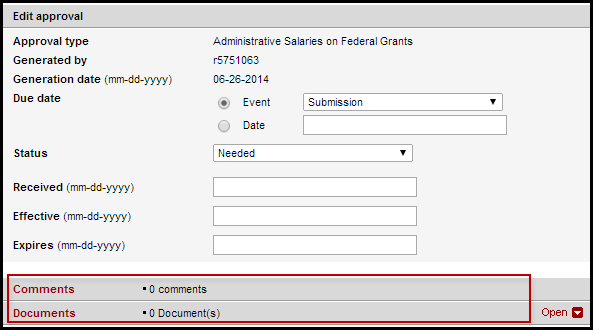 Edit approval
Approval type Administrative Salaries on Federal Grants
Generated by r5751063
Generation date (mm-dd-yyyy) 06-26-2014
Due date Event Submission
Date
Status Needed
Received (mm-dd-yyyy)
Effective (mm-dd-yyyy)
Expires (mm-dd-yyyy)
Comments ▪ 0 comments
Documents ▪ 0 Document(s) Open